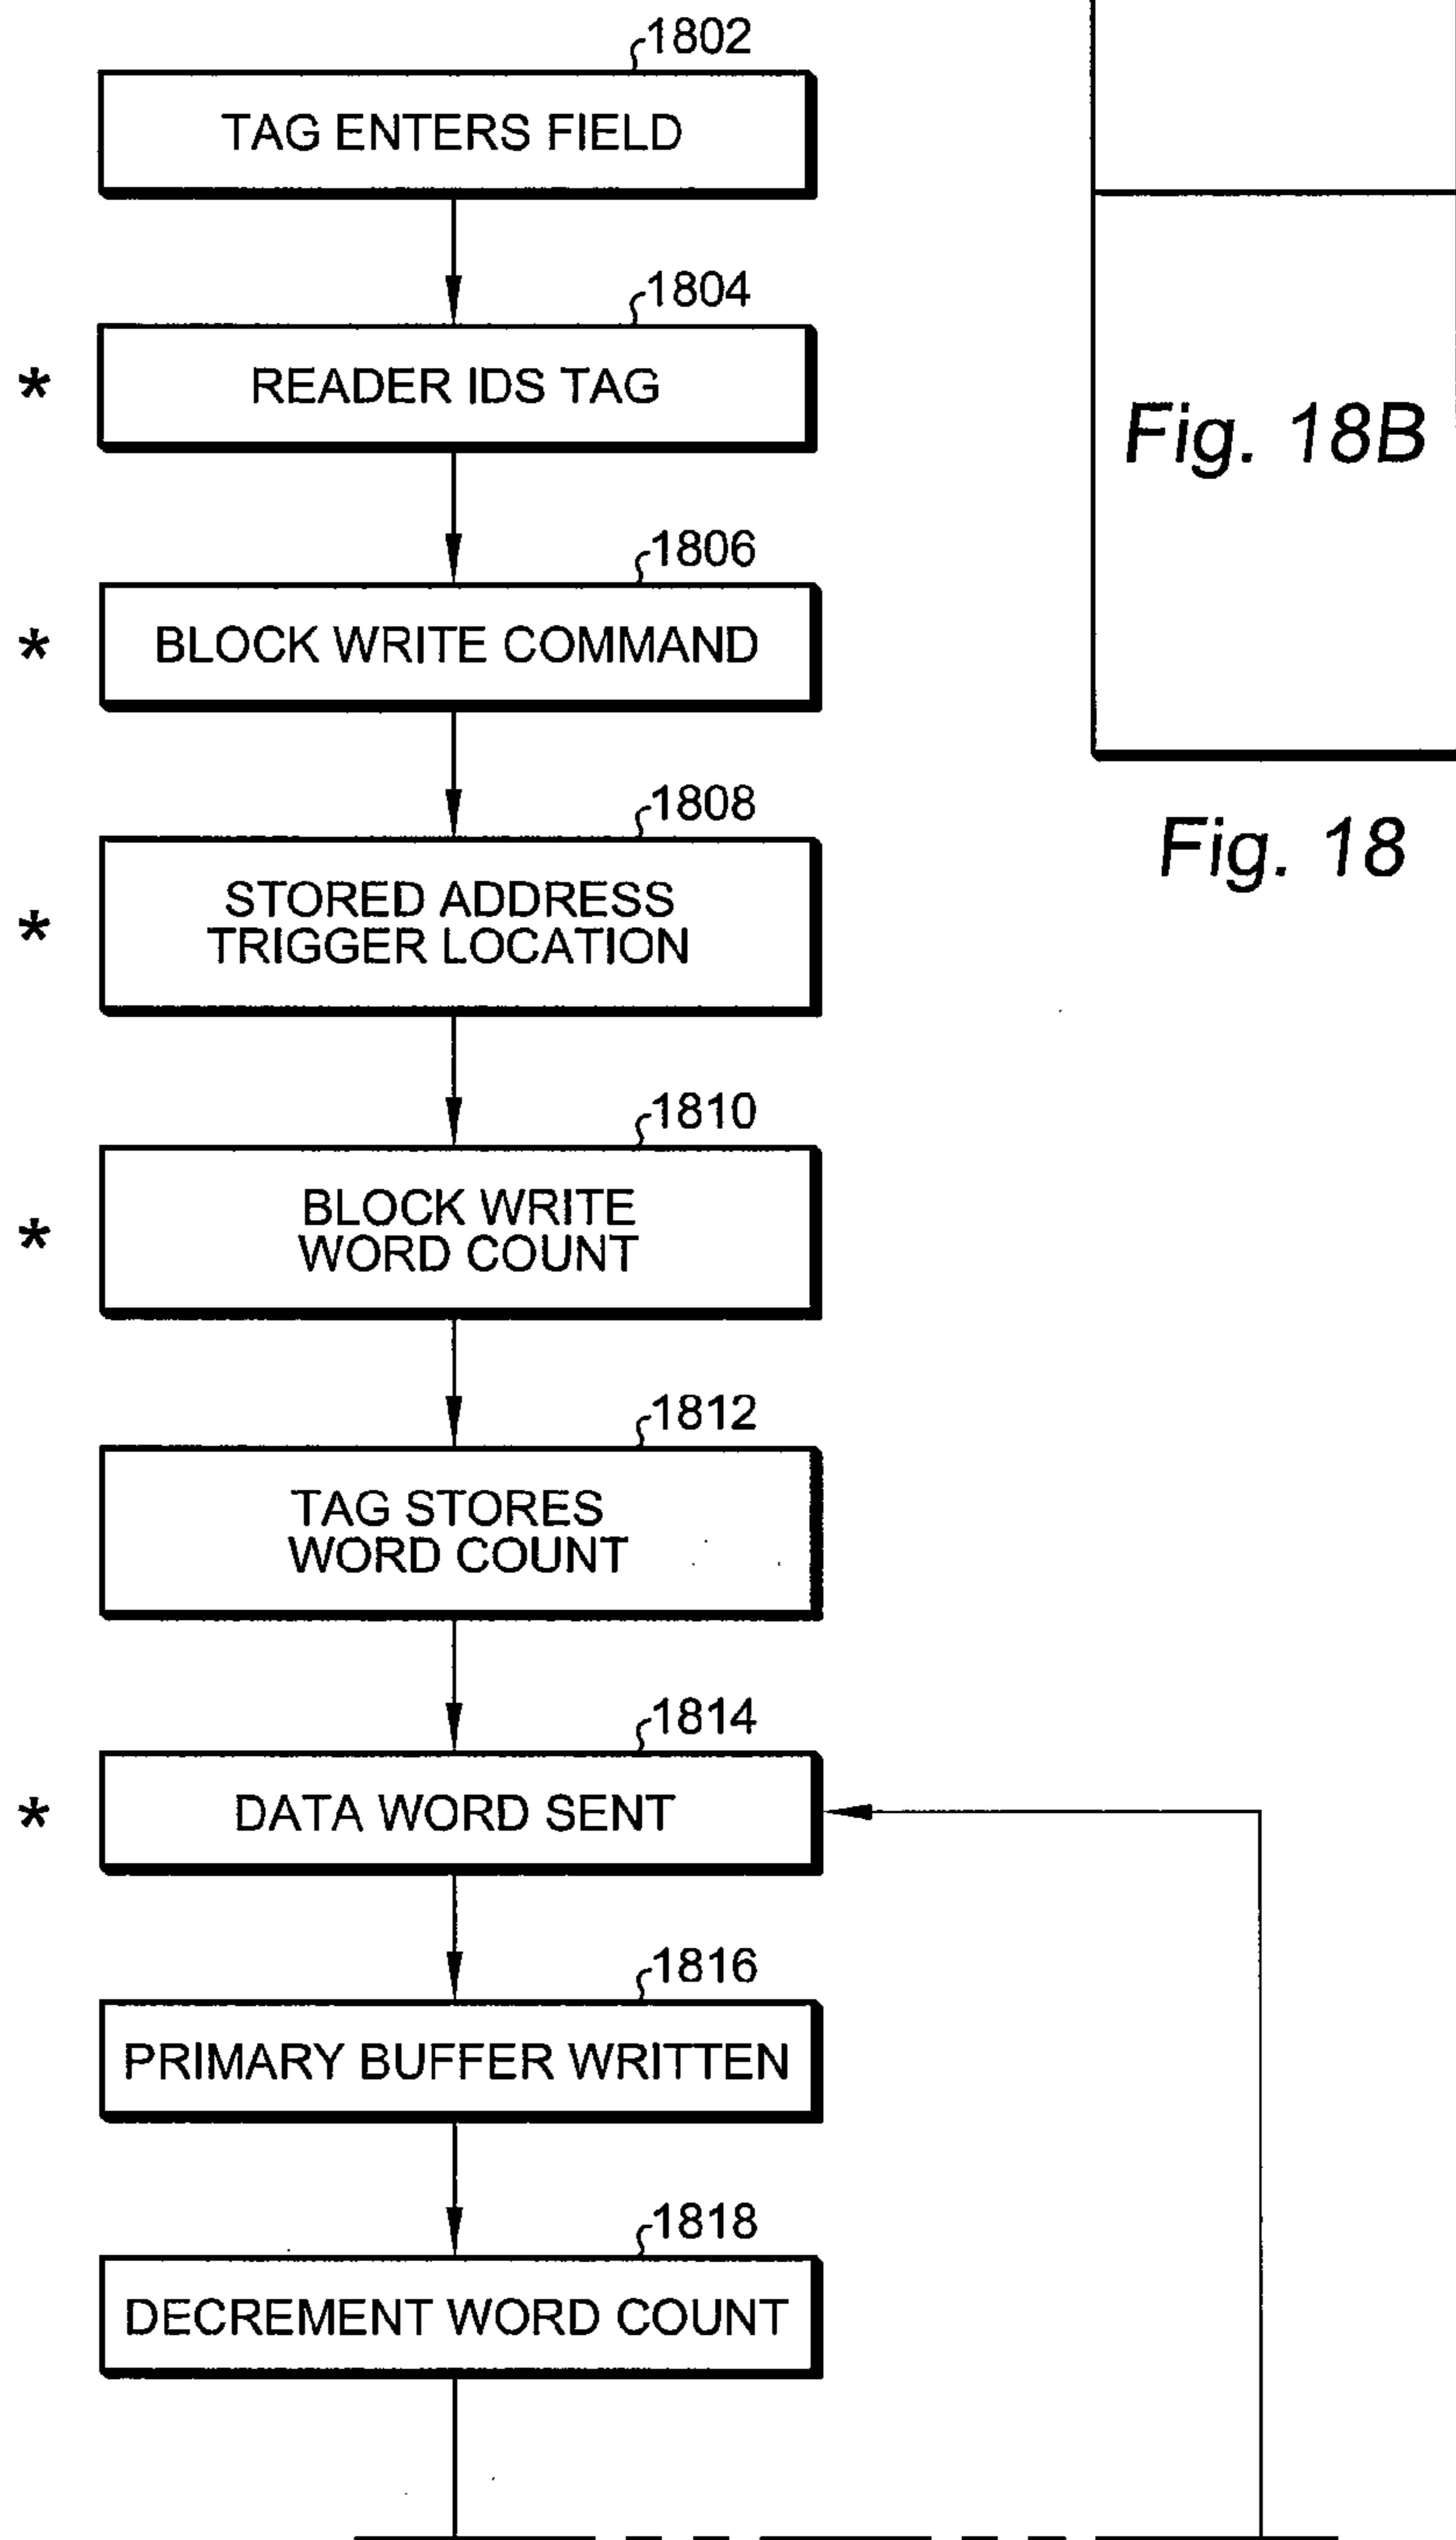 1802
TAG ENTERS FIELD
1804
* READER IDS TAG
1806
* BLOCK WRITE COMMAND
1808
* STORED ADDRESS
TRIGGER LOCATION
1810
* BLOCK WRITE
WORD COUNT
1812
TAG STORES
WORD COUNT
1814
* DATA WORD SENT
1816
PRIMARY BUFFER WRITTEN
1818
DECREMENT WORD COUNT
Fig. 18B
Fig. 18